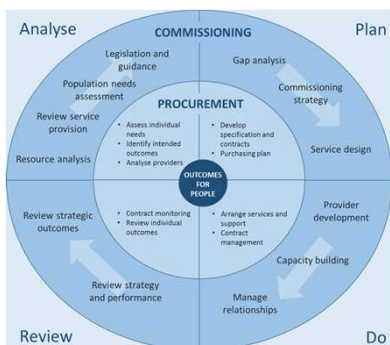 Analyse
COMMISSIONING
Plan
Legislation and
guidance
Population needs
assessment
Review service
provision
Resource analysis
Gap analysis
Commissioning
strategy
Service design
PROCUREMENT
• Assess individual
needs
• Identify intended
outcomes
• Analyse providers
• Develop
specification and
contracts
• Purchasing plan
OUTCOMES
FOR
PEOPLE
• Contract monitoring
• Review individual
outcomes
• Arrange services and
support
• Contract
management
Review strategic
outcomes
Review strategy
and performance
Provider
development
Capacity building
Manage
relationships
Review
Do